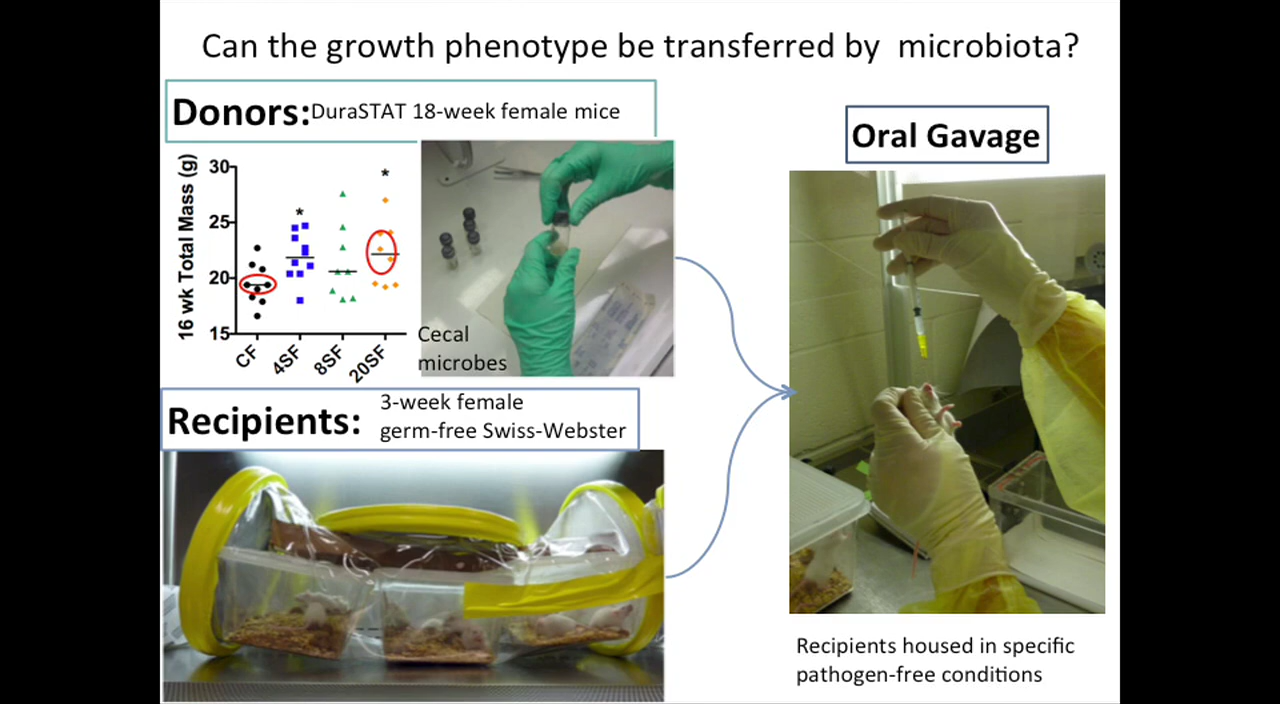 Can the growth phenotype be transferred by microbiota?
Donors: DuraSTAT 18-week female mice
16 wk Total Mass (g)
30
25
20
15
*
*
CF
4SF
8SF
20SF
Cecal
microbes
Recipients: 3-week female
germ-free Swiss-Webster
Oral Gavage
Recipients housed in specific
pathogen-free conditions